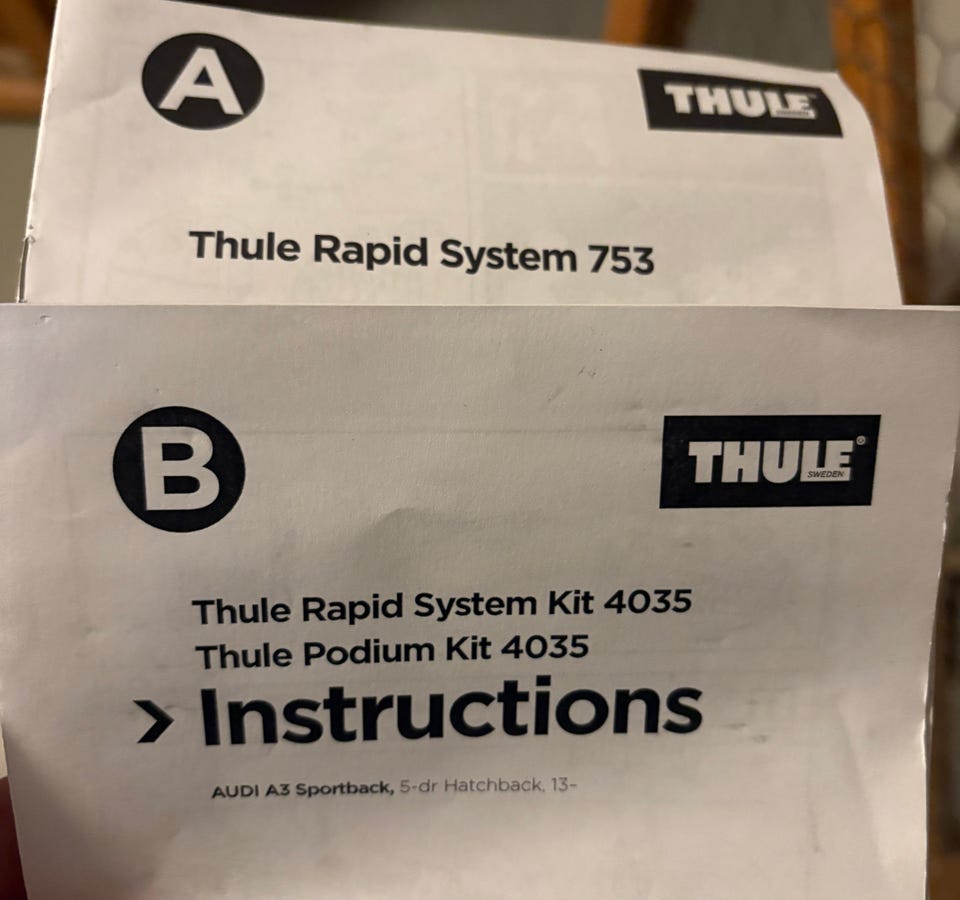 A
THULE
SWEDEN
Thule Rapid System 753
B
THULE®
SWEDEN
Thule Rapid System Kit 4035
Thule Podium Kit 4035
› Instructions
AUDI A3 Sportback, 5-dr Hatchback, 13–